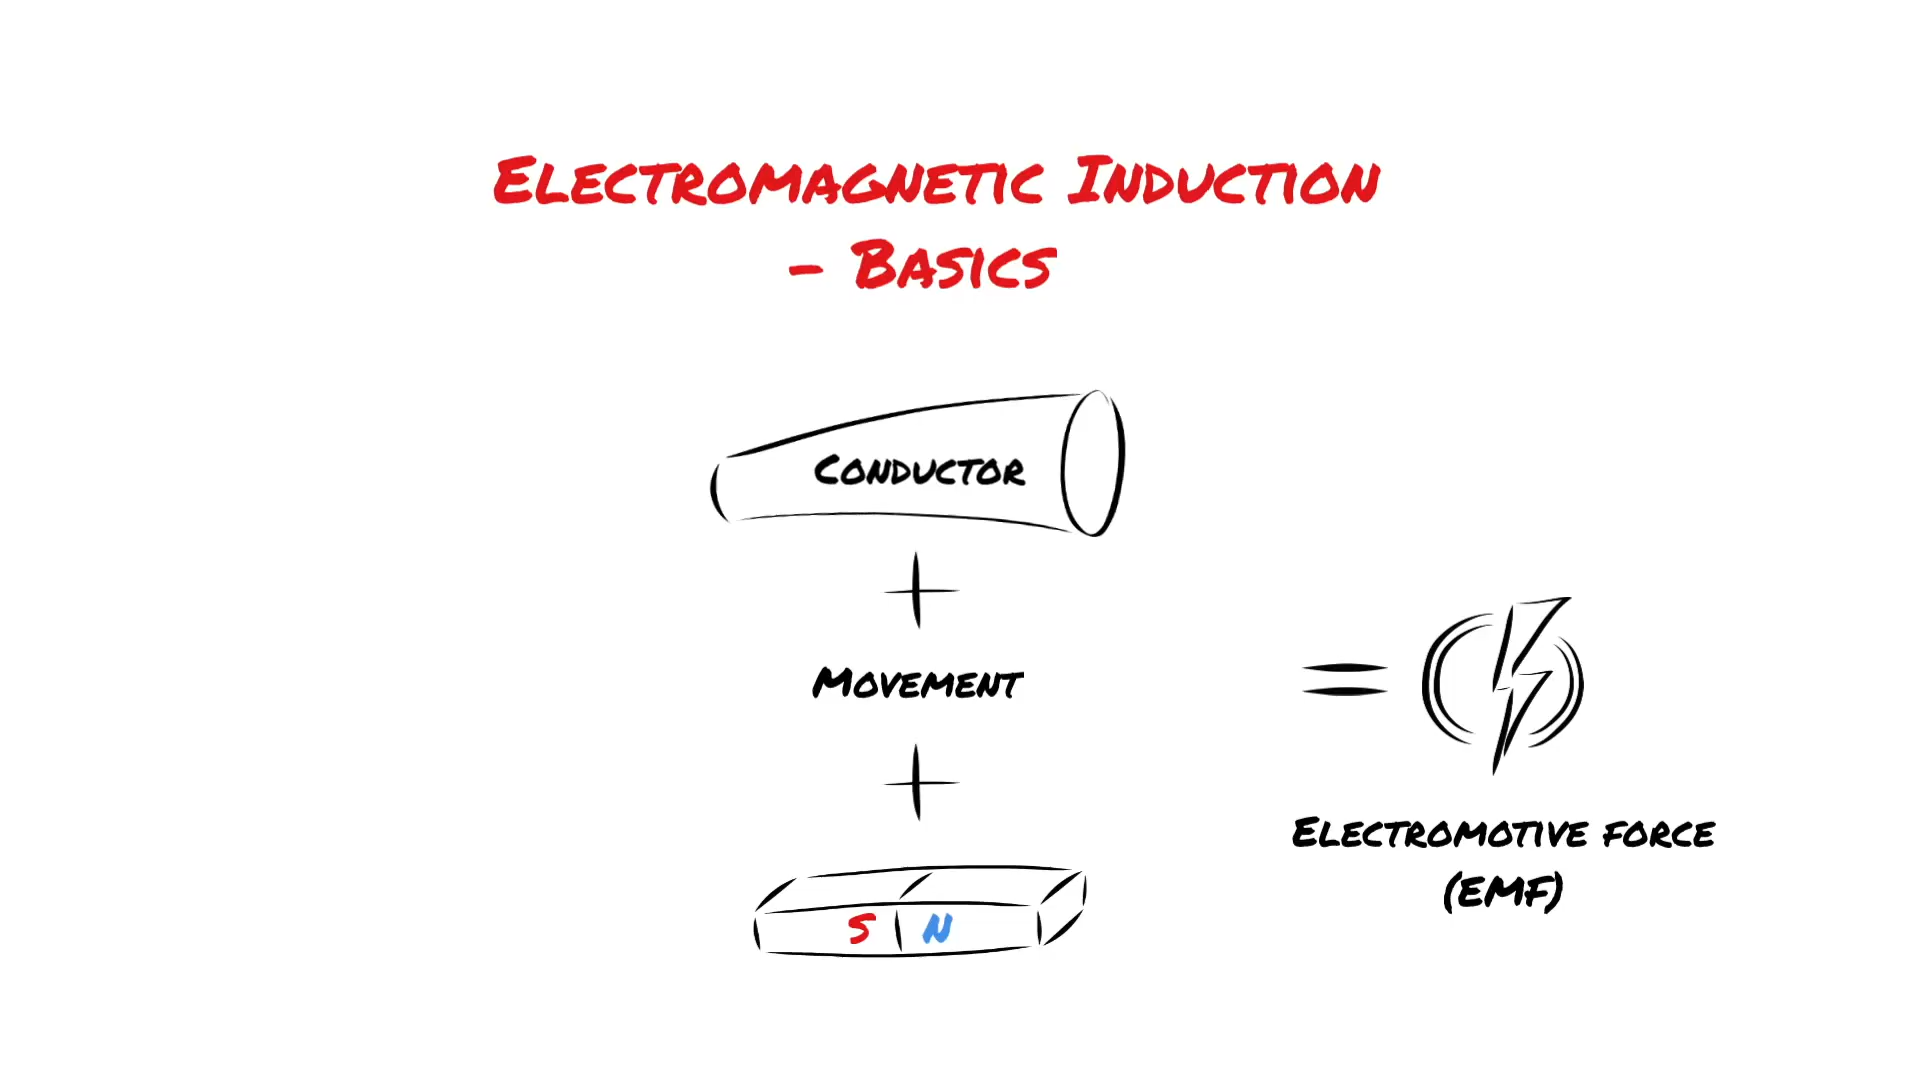 Electromagnetic Induction
- Basics
Conductor
+
Movement
+
=
S N
Electromotive force
(EMF)